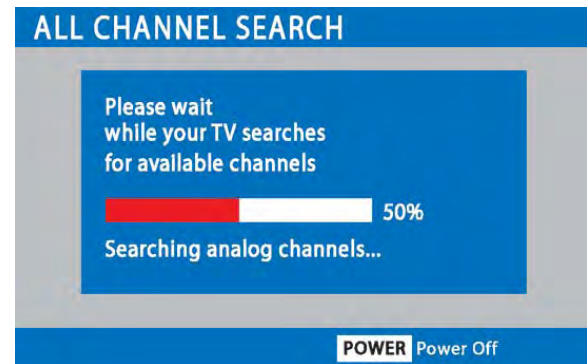 ALL CHANNEL SEARCH
Please wait
while your TV searches
for available channels
50%
Searching analog channels...
POWER Power Off